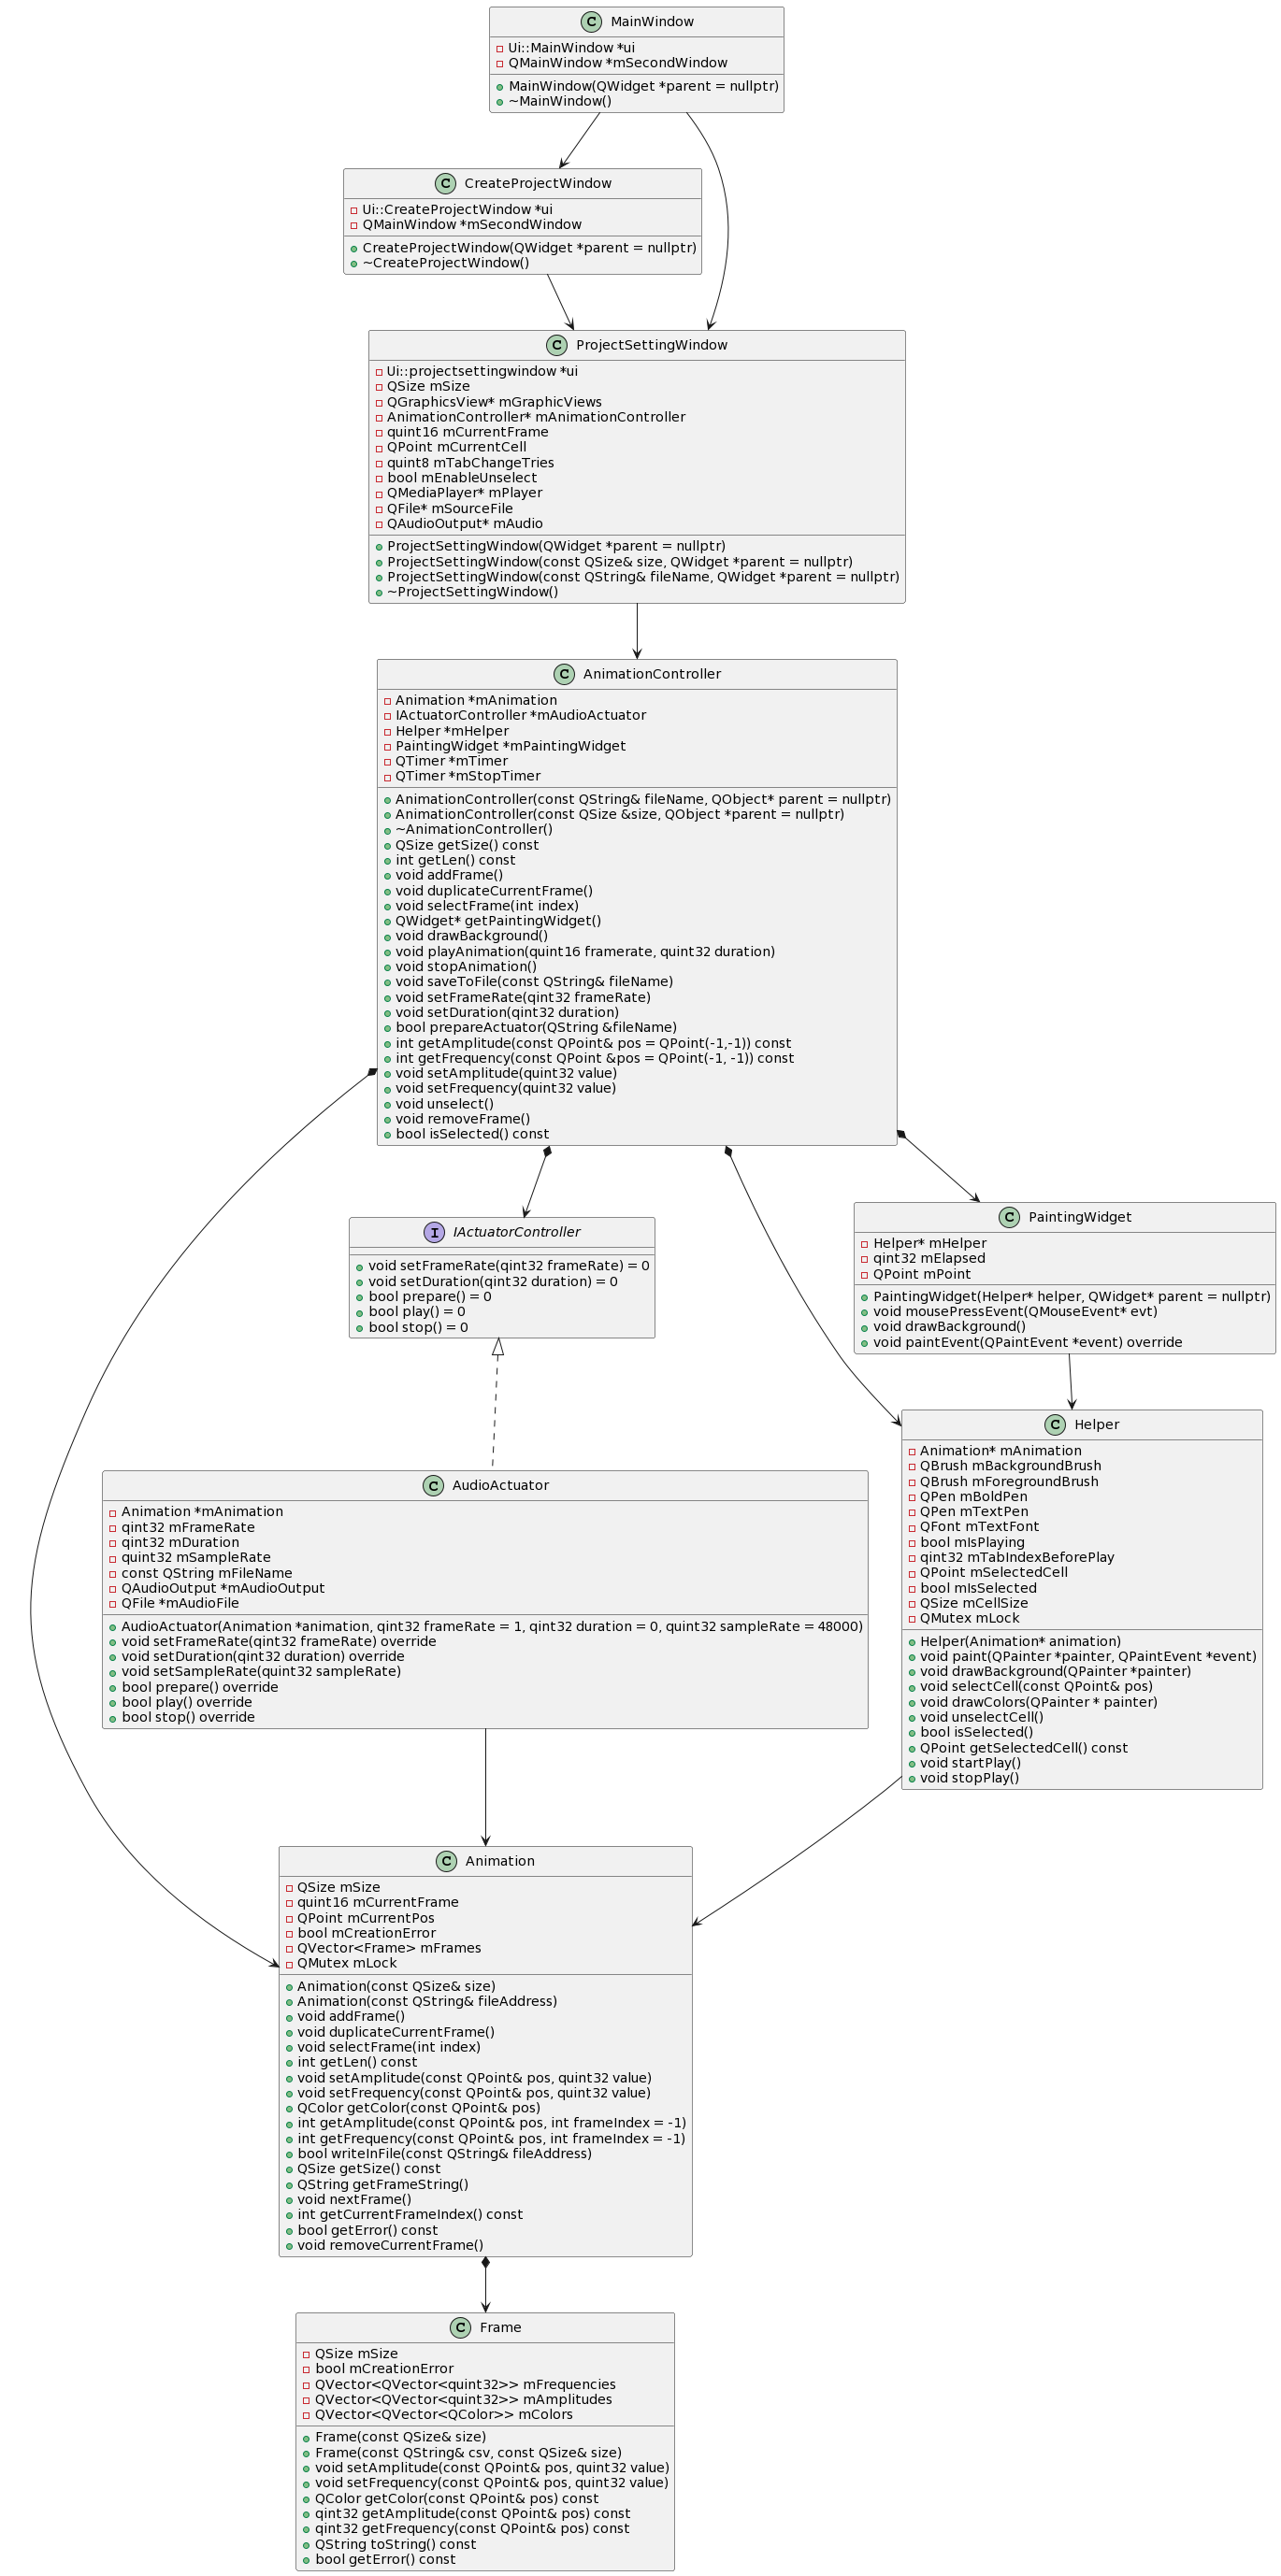 C MainWindow
Ui::MainWindow *ui
QMainWindow *mSecondWindow
MainWindow(QWidget *parent = nullptr)
~MainWindow()
C CreateProjectWindow
Ui::CreateProjectWindow *ui
QMainWindow *mSecondWindow
CreateProjectWindow(QWidget *parent = nullptr)
~CreateProjectWindow()
C ProjectSettingWindow
Ui::projectsettingwindow *ui
QSize mSize
QGraphicsView* mGraphicViews
AnimationController* mAnimationController
quint16 mCurrentFrame
QPoint mCurrentCell
quint8 mTabChangeTries
bool mEnableUnselect
QMediaPlayer* mPlayer
QFile* mSourceFile
QAudioOutput* mAudio
ProjectSettingWindow(QWidget *parent = nullptr)
ProjectSettingWindow(const QSize& size, QWidget *parent = nullptr)
ProjectSettingWindow(const QString& fileName, QWidget *parent = nullptr)
~ProjectSettingWindow()
C AnimationController
Animation *mAnimation
IActuatorController *mAudioActuator
Helper *mHelper
PaintingWidget *mPaintingWidget
QTimer *mTimer
QTimer *mStopTimer
AnimationController(const QString& fileName, QObject* parent = nullptr)
AnimationController(const QSize &size, QObject *parent = nullptr)
~AnimationController()
QSize getSize() const
int getLen() const
void addFrame()
void duplicateCurrentFrame()
void selectFrame(int index)
QWidget* getPaintingWidget()
void drawBackground()
void playAnimation(quint16 framerate, quint32 duration)
void stopAnimation()
void saveToFile(const QString& fileName)
void setFrameRate(qint32 frameRate)
void setDuration(qint32 duration)
bool prepareActuator(QString &fileName)
int getAmplitude(const QPoint& pos = QPoint(-1,-1)) const
int getFrequency(const QPoint &pos = QPoint(-1, -1)) const
void setAmplitude(quint32 value)
void setFrequency(quint32 value)
void unselect()
void removeFrame()
bool isSelected() const
I IActuatorController
void setFrameRate(qint32 frameRate) = 0
void setDuration(qint32 duration) = 0
bool prepare() = 0
bool play() = 0
bool stop() = 0
C PaintingWidget
Helper* mHelper
qint32 mElapsed
QPoint mPoint
PaintingWidget(Helper* helper, QWidget* parent = nullptr)
void mousePressEvent(QMouseEvent* evt)
void drawBackground()
void paintEvent(QPaintEvent *event) override
C AudioActuator
Animation *mAnimation
qint32 mFrameRate
qint32 mDuration
quint32 mSampleRate
const QString mFileName
QAudioOutput *mAudioOutput
QFile *mAudioFile
AudioActuator(Animation *animation, qint32 frameRate = 1, qint32 duration = 0, quint32 sampleRate = 48000)
void setFrameRate(qint32 frameRate) override
void setDuration(qint32 duration) override
void setSampleRate(quint32 sampleRate)
bool prepare() override
bool play() override
bool stop() override
C Helper
Animation* mAnimation
QBrush mBackgroundBrush
QBrush mForegroundBrush
QPen mBoldPen
QPen mTextPen
QFont mTextFont
bool mIsPlaying
qint32 mTabIndexBeforePlay
QPoint mSelectedCell
bool mIsSelected
QSize mCellSize
QMutex mLock
Helper(Animation* animation)
void paint(QPainter *painter, QPaintEvent *event)
void drawBackground(QPainter *painter)
void selectCell(const QPoint& pos)
void drawColors(QPainter * painter)
void unselectCell()
bool isSelected()
QPoint getSelectedCell() const
void startPlay()
void stopPlay()
C Animation
QSize mSize
quint16 mCurrentFrame
QPoint mCurrentPos
bool mCreationError
QVector<Frame> mFrames
QMutex mLock
Animation(const QSize& size)
Animation(const QString& fileAddress)
void addFrame()
void duplicateCurrentFrame()
void selectFrame(int index)
int getLen() const
void setAmplitude(const QPoint& pos, quint32 value)
void setFrequency(const QPoint& pos, quint32 value)
QColor getColor(const QPoint& pos)
int getAmplitude(const QPoint& pos, int frameIndex = -1)
int getFrequency(const QPoint& pos, int frameIndex = -1)
bool writeInFile(const QString& fileAddress)
QSize getSize() const
QString getFrameString()
void nextFrame()
int getCurrentFrameIndex() const
bool getError() const
void removeCurrentFrame()
C Frame
QSize mSize
bool mCreationError
QVector<QVector<quint32>> mFrequencies
QVector<QVector<quint32>> mAmplitudes
QVector<QVector<QColor>> mColors
Frame(const QSize& size)
Frame(const QString& csv, const QSize& size)
void setAmplitude(const QPoint& pos, quint32 value)
void setFrequency(const QPoint& pos, quint32 value)
QColor getColor(const QPoint& pos) const
qint32 getAmplitude(const QPoint& pos) const
qint32 getFrequency(const QPoint& pos) const
QString toString() const
bool getError() const